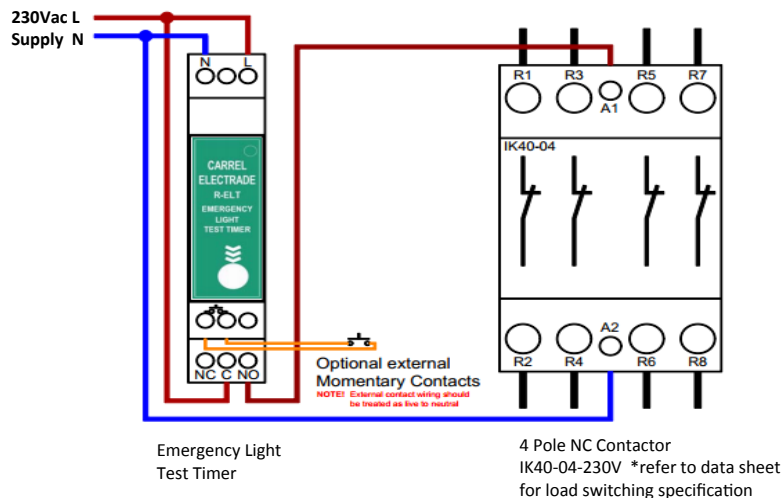 230Vac L
Supply N
N L
CARREL
ELECTRADE
R-ELT
EMERGENCY
LIGHT
TEST TIMER
NC C NO
Optional external
Momentary Contacts
NOTE! External contact wiring should
be treated as live to neutral
R1 R3 A1 R5 R7
IK40-04
A2
R2 R4 R6 R8
Emergency Light
Test Timer
4 Pole NC Contactor
IK40-04-230V *refer to data sheet
for load switching specification